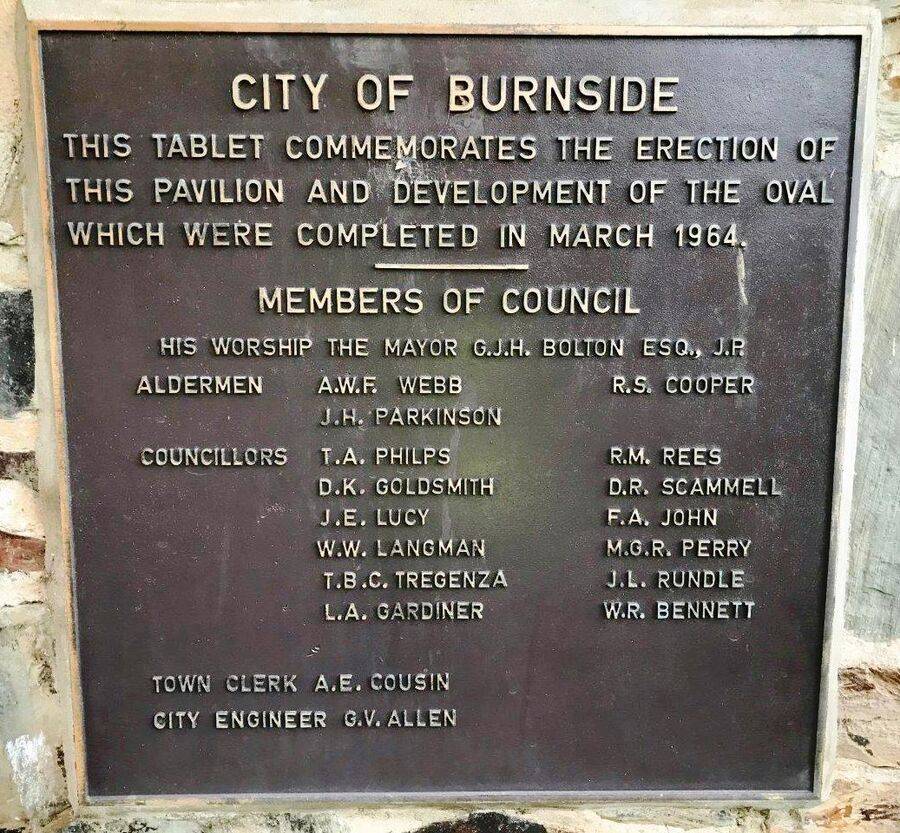 CITY OF BURNSIDE
THIS TABLET COMMEMORATES THE ERECTION OF
THIS PAVILION AND DEVELOPMENT OF THE OVAL
WHICH WERE COMPLETED IN MARCH 1964.
MEMBERS OF COUNCIL
HIS WORSHIP THE MAYOR G.J.H. BOLTON ESQ., J.P.
ALDERMEN A.W.F. WEBB R.S. COOPER
J.H. PARKINSON
COUNCILLORS T.A. PHILPS R.M. REES
D.K. GOLDSMITH D.R. SCAMMELL
J.E. LUCY F.A. JOHN
W.W. LANGMAN M.G.R. PERRY
T.B.C. TREGENZA J.L. RUNDLE
L.A. GARDINER W.R. BENNETT
TOWN CLERK A.E. COUSIN
CITY ENGINEER G.V. ALLEN